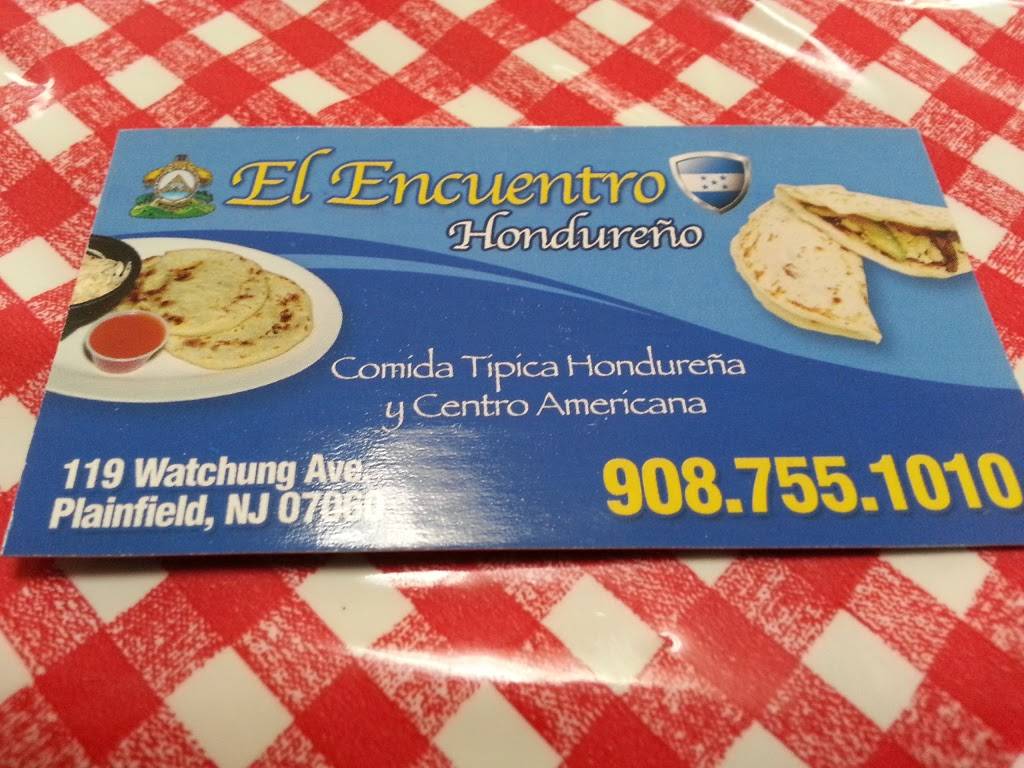 El Encuentro
Hondureño
Comida Típica Hondureña
y Centro Americana
119 Watchung Ave.
Plainfield, NJ 07060
908.755.1010